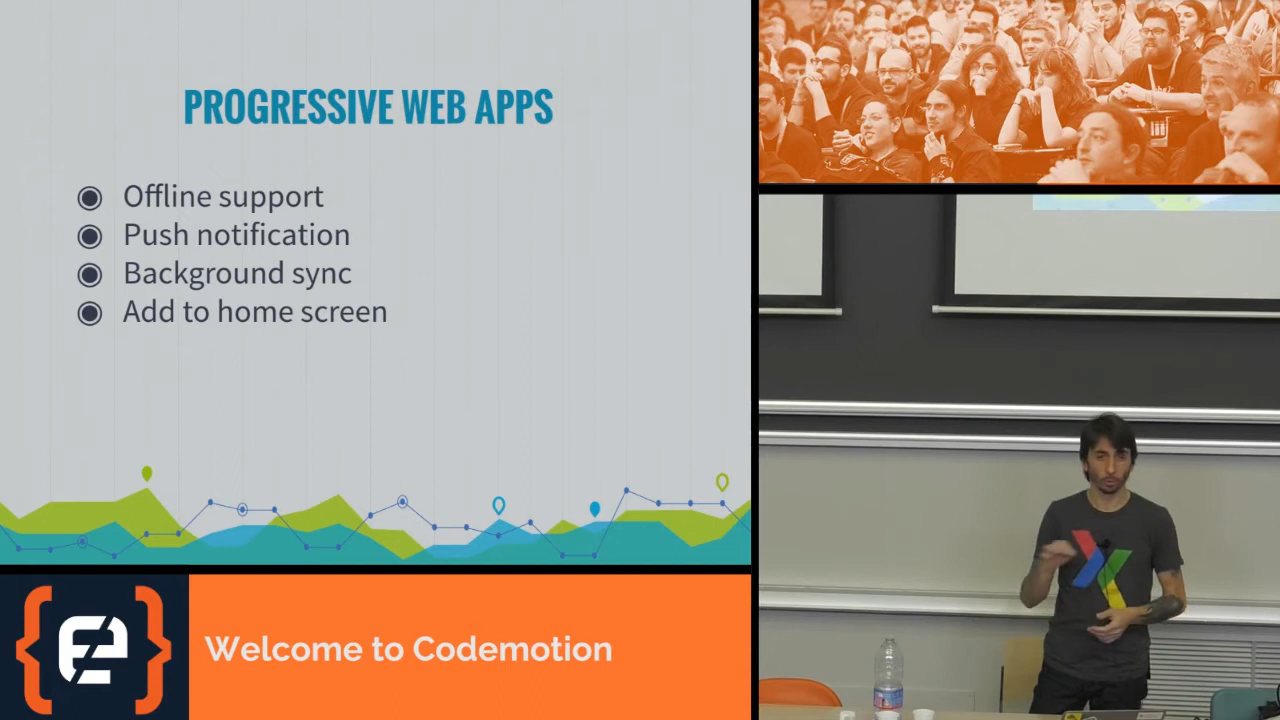 PROGRESSIVE WEB APPS
Offline support
Push notification
Background sync
Add to home screen
Welcome to Codemotion